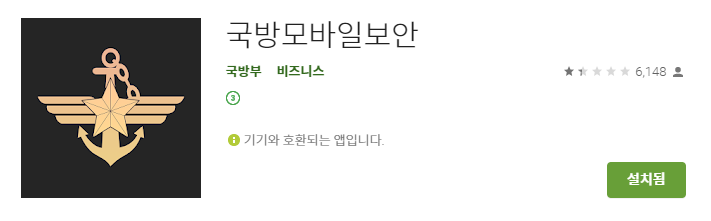 국방모바일보안
국방부 비즈니스
6,148
3
기기와 호환되는 앱입니다.
설치됨